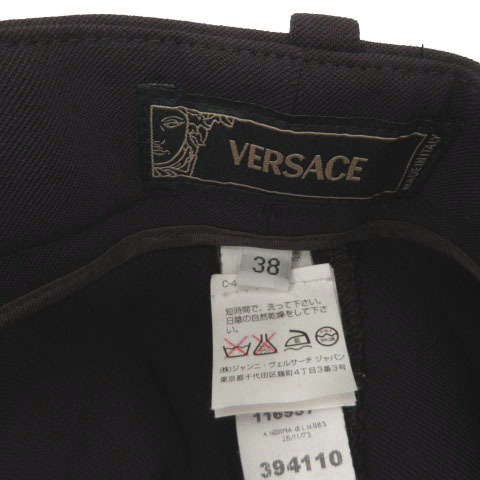 VERSACE
MADE IN ITALY
38
C-4
短時間で、洗って下さい。
日陰の自然乾燥をして下さ
い。
(株)ジャンニ・ヴェルサーチ ジャパン
東京都千代田区麹町4丁目3番3号
A NORMA
394110